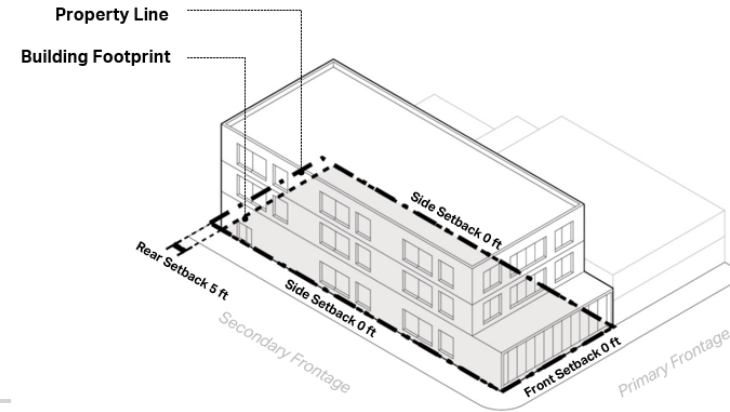 Property Line
Building Footprint
Side Setback 0 ft
Rear Setback 5 ft
Side Setback 0 ft
Front Setback 0 ft
Secondary Frontage
Primary Frontage